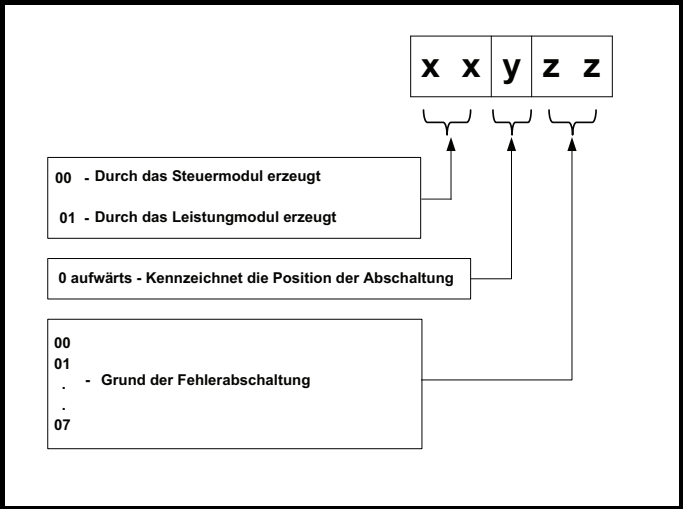 x x y z z
00 - Durch das Steuermodul erzeugt
01 - Durch das Leistungmodul erzeugt
0 aufwärts - Kennzeichnet die Position der Abschaltung
00
01
.
- Grund der Fehlerabschaltung
.
07